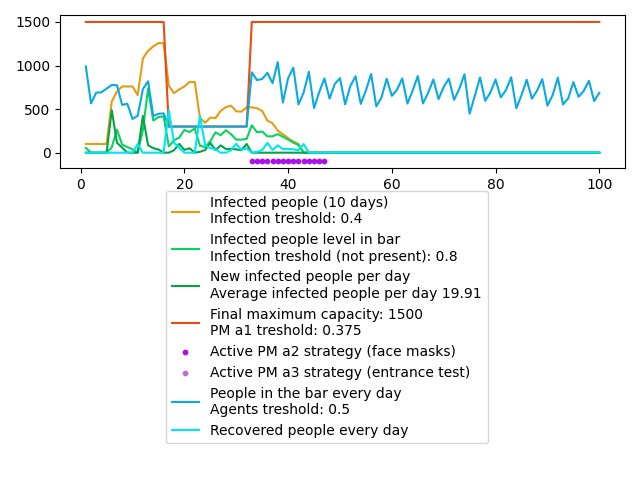 1500
1000
500
0
0 20 40 60 80 100
Infected people (10 days)
Infection treshold: 0.4
Infected people level in bar
Infection treshold (not present): 0.8
New infected people per day
Average infected people per day 19.91
Final maximum capacity: 1500
PM a1 treshold: 0.375
Active PM a2 strategy (face masks)
Active PM a3 strategy (entrance test)
People in the bar every day
Agents treshold: 0.5
Recovered people every day